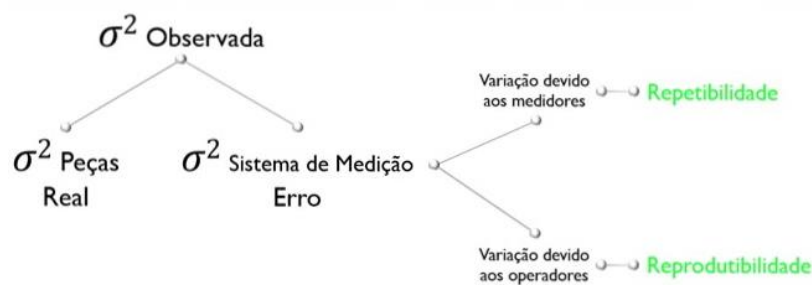 σ² Observada
σ² Peças
Real
σ² Sistema de Medição
Erro
Variação devido
aos medidores
Repetibilidade
Variação devido
aos operadores
Reprodutibilidade